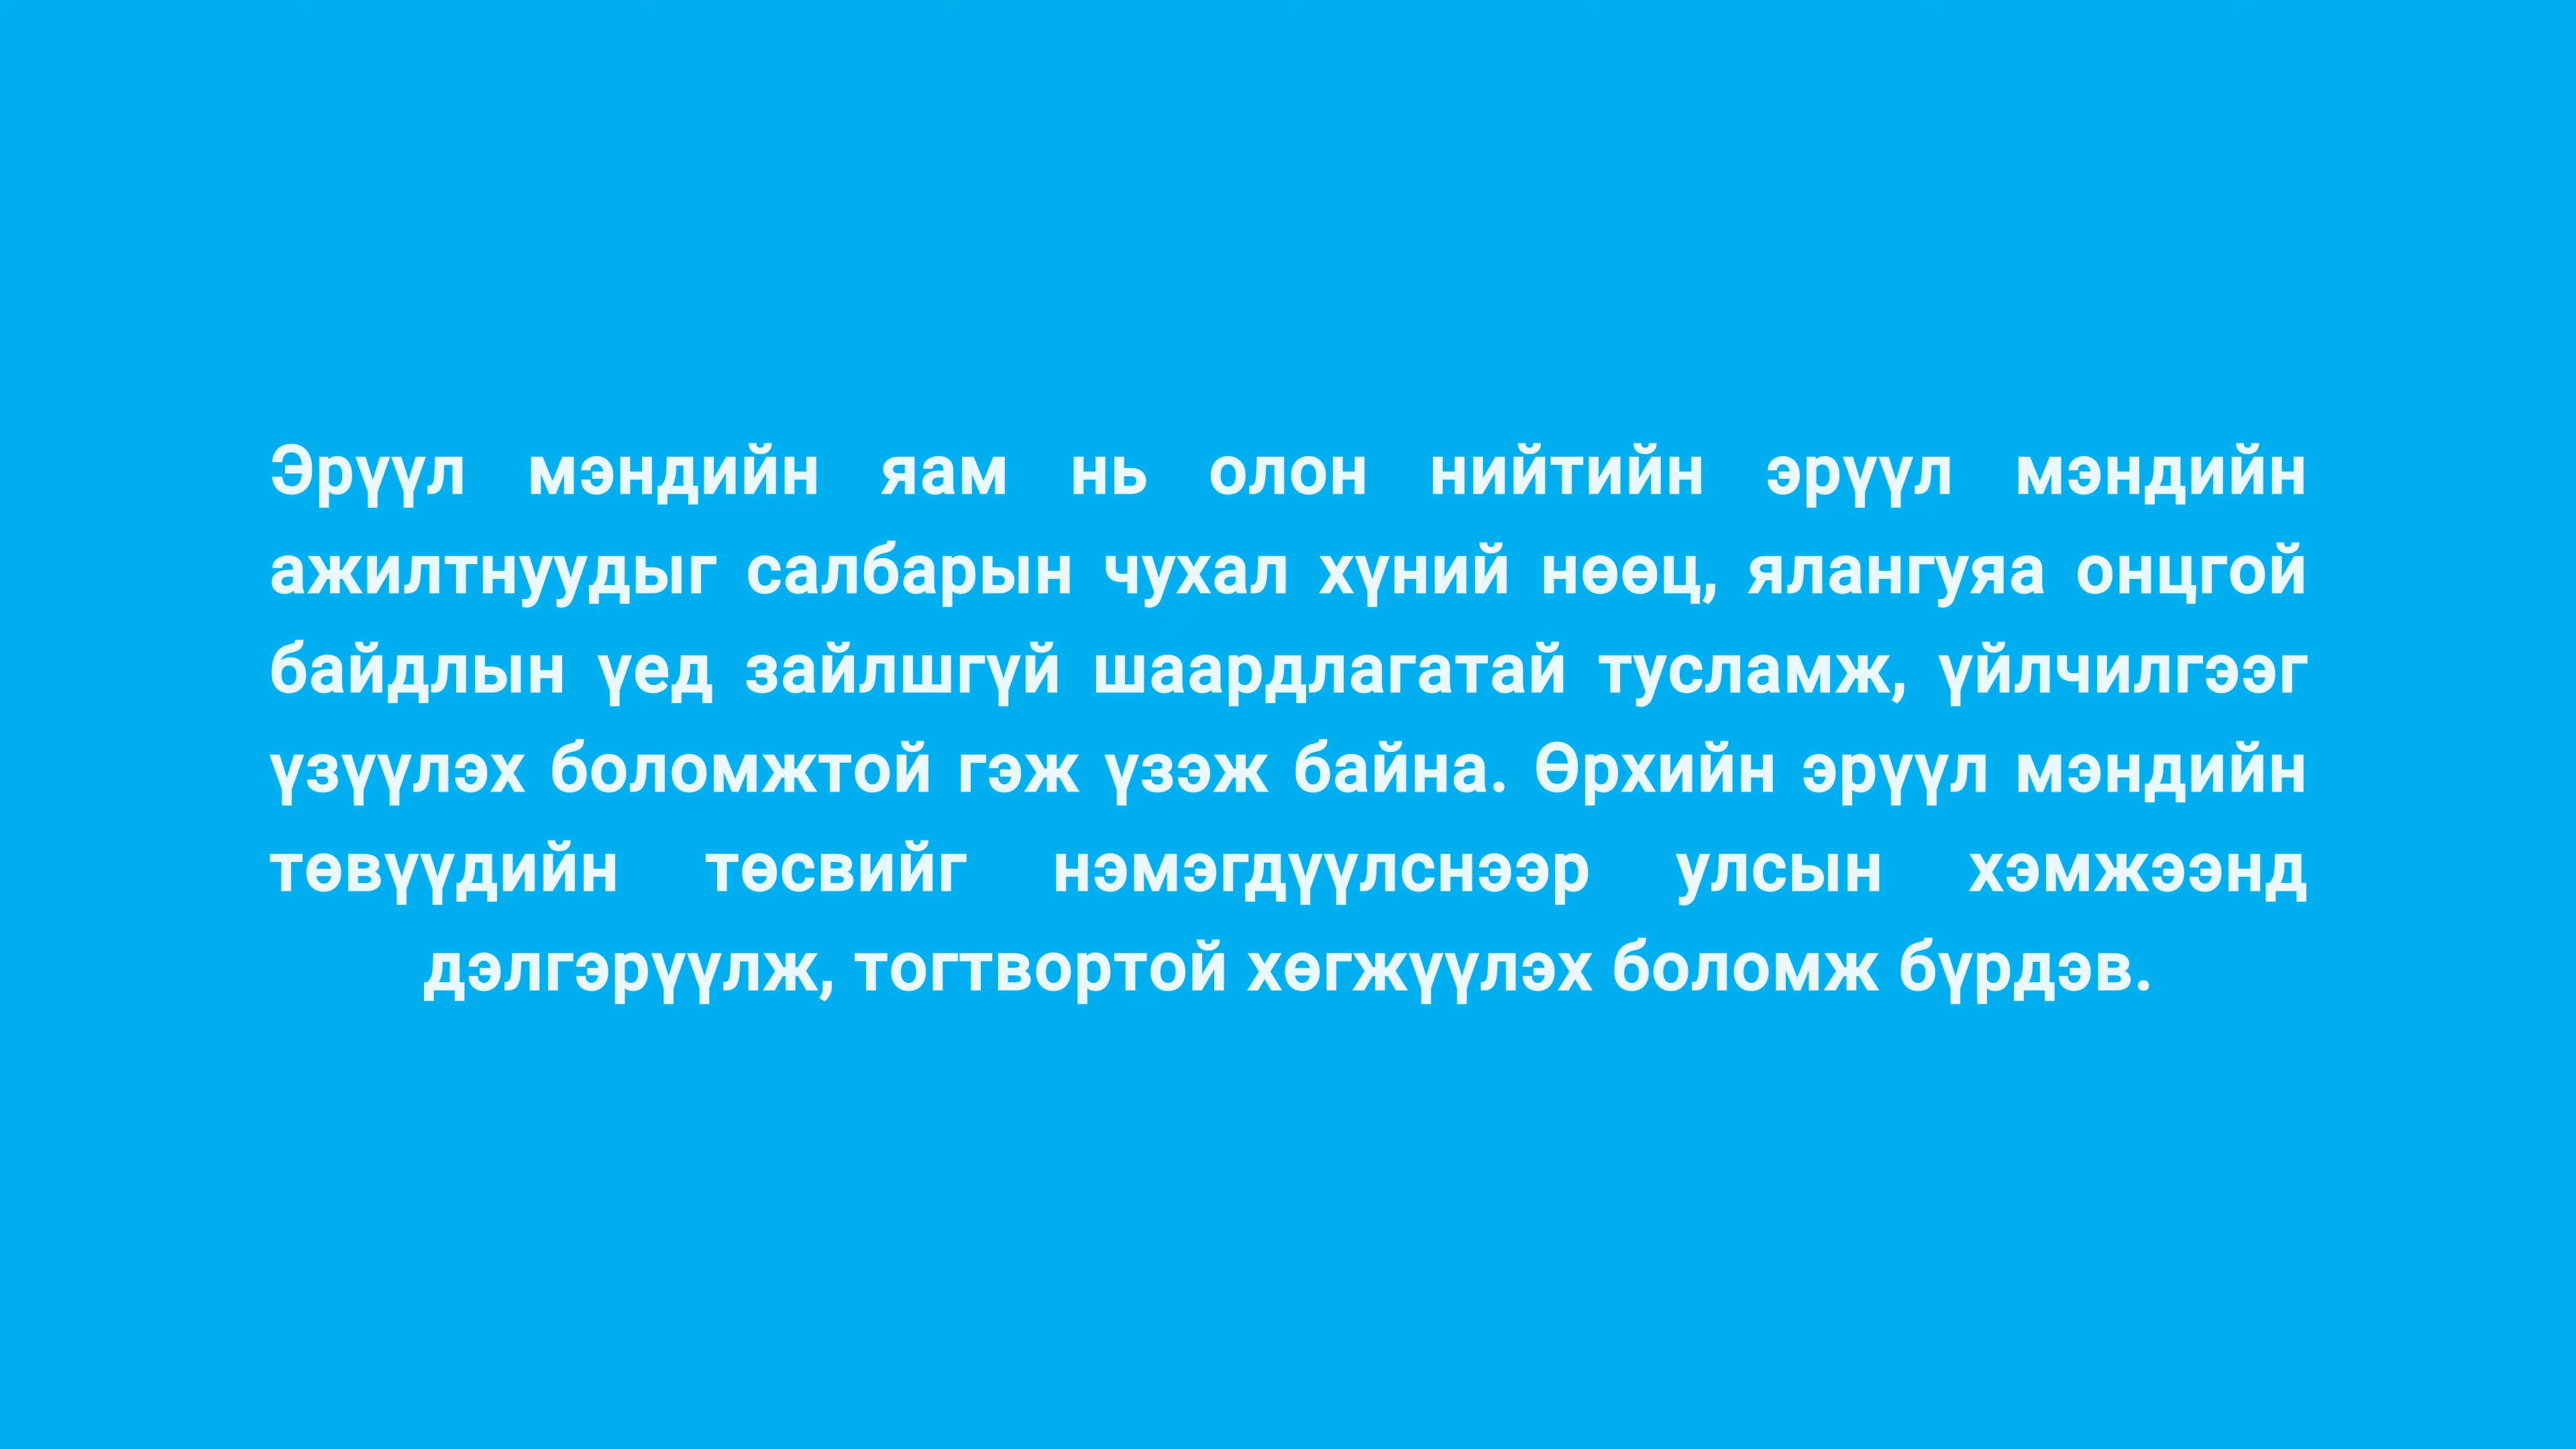 Эрүүл мэндийн яам нь олон нийтийн эрүүл мэндийн
ажилтнуудыг салбарын чухал хүний нөөц, ялангуяа онцгой
байдлын үед зайлшгүй шаардлагатай тусламж, үйлчилгээг
үзүүлэх боломжтой гэж үзэж байна. Өрхийн эрүүл мэндийн
төвүүдийн төсвийг нэмэгдүүлснээр улсын хэмжээнд
дэлгэрүүлж, тогтвортой хөгжүүлэх боломж бүрдэв.